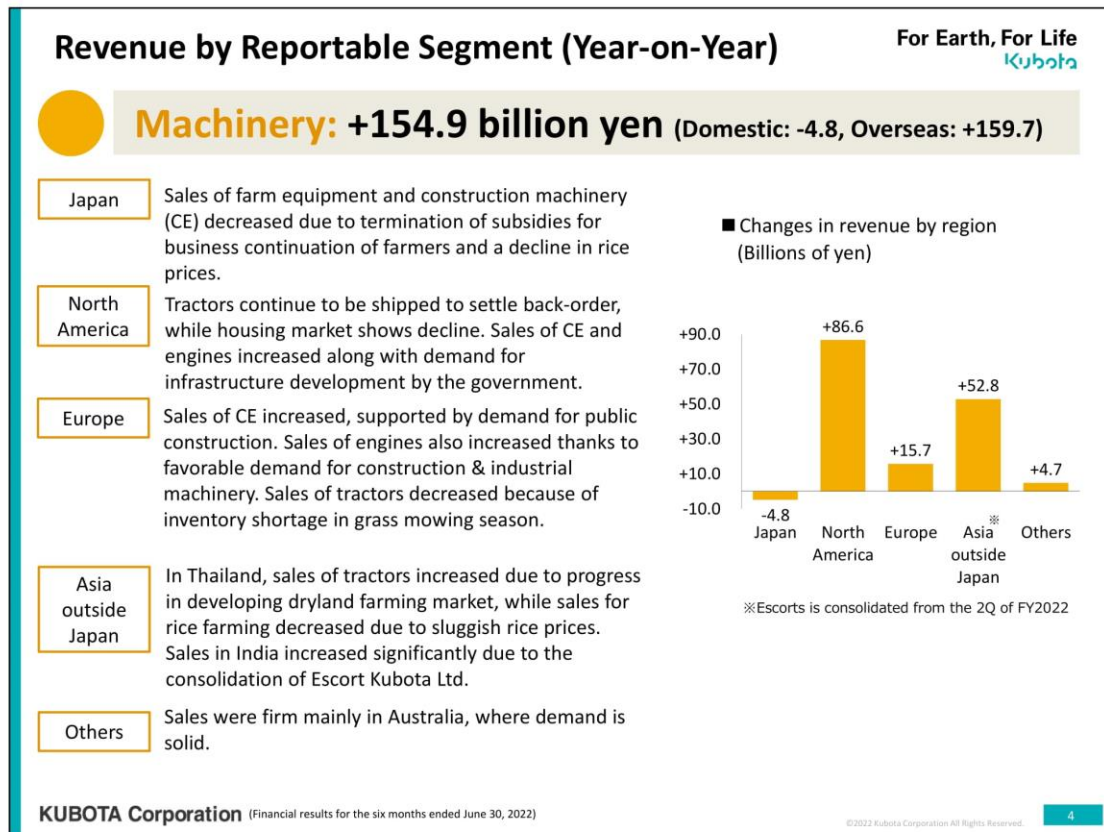 Revenue by Reportable Segment (Year-on-Year)
For Earth, For Life
Kubota
Machinery: +154.9 billion yen (Domestic: -4.8, Overseas: +159.7)
Japan
Sales of farm equipment and construction machinery
(CE) decreased due to termination of subsidies for
business continuation of farmers and a decline in rice
prices.
North
America
Tractors continue to be shipped to settle back-order,
while housing market shows decline. Sales of CE and
engines increased along with demand for
infrastructure development by the government.
Europe
Sales of CE increased, supported by demand for public
construction. Sales of engines also increased thanks to
favorable demand for construction & industrial
machinery. Sales of tractors decreased because of
inventory shortage in grass mowing season.
Asia
outside
Japan
In Thailand, sales of tractors increased due to progress
in developing dryland farming market, while sales for
rice farming decreased due to sluggish rice prices.
Sales in India increased significantly due to the
consolidation of Escort Kubota Ltd.
Others
Sales were firm mainly in Australia, where demand is
solid.
■ Changes in revenue by region
(Billions of yen)
+90.0
+70.0
+50.0
+30.0
+10.0
-10.0
-4.8
+86.6
+15.7
+52.8
+4.7
Japan
North
America
Europe
※
Asia
outside
Japan
Others
※Escorts is consolidated from the 2Q of FY2022
KUBOTA Corporation (Financial results for the six months ended June 30, 2022)
©2022 Kubota Corporation All Rights Reserved.
4